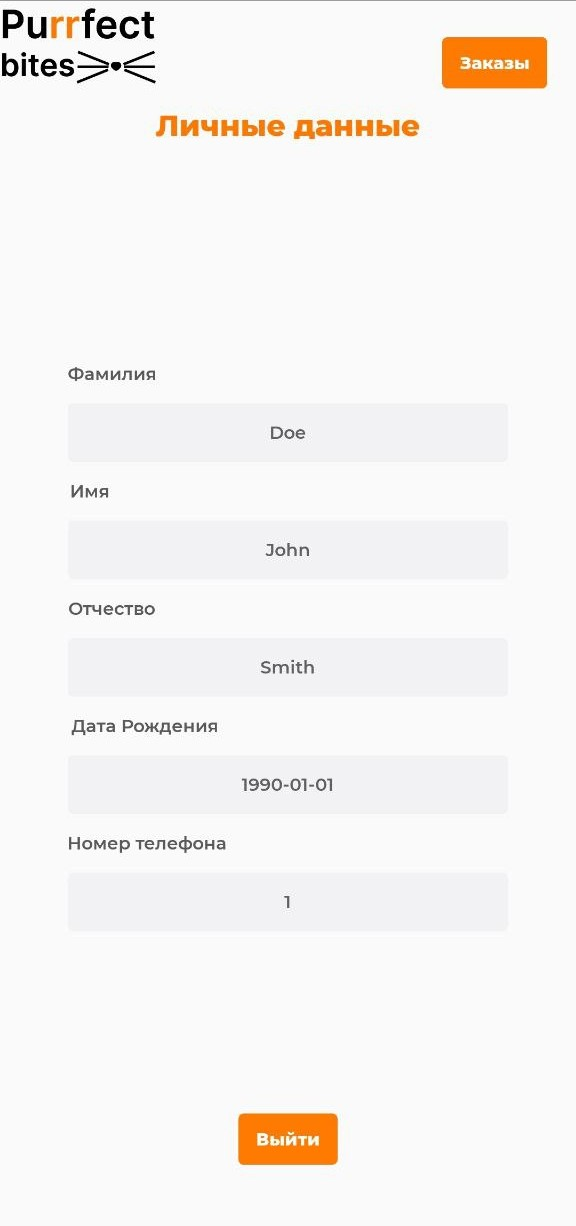 Purrfect
bites
Заказы
Личные данные
Фамилия
Doe
Имя
John
Отчество
Smith
Дата Рождения
1990-01-01
Номер телефона
1
Выйти